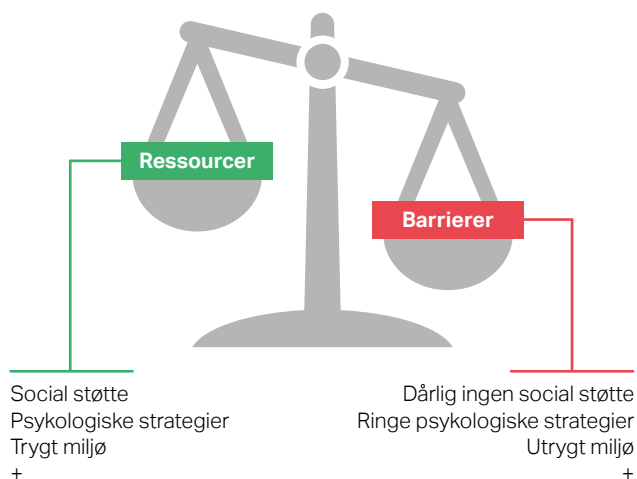 Ressourcer
Barrierer
Social støtte
Psykologiske strategier
Trygt miljø
+
Dårlig ingen social støtte
Ringe psykologiske strategier
Utrygt miljø
+